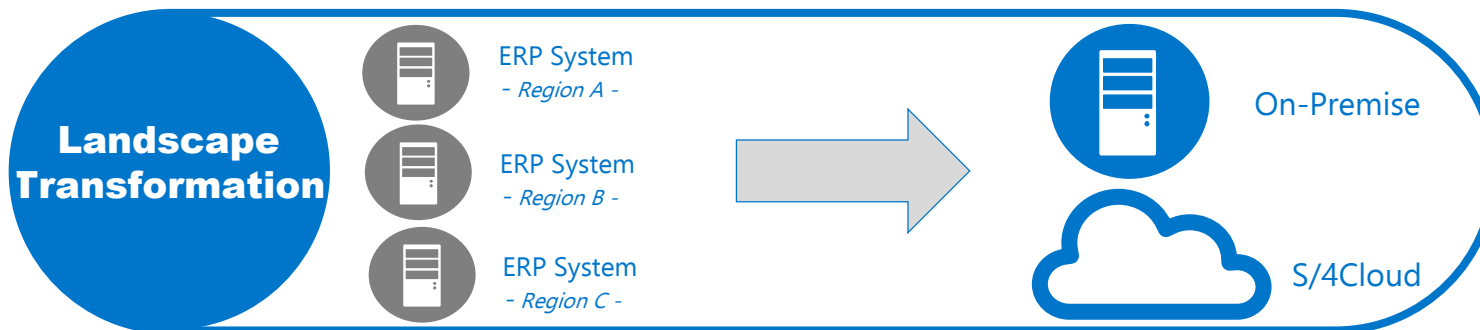 Landscape
Transformation
ERP System
- Region A -
ERP System
- Region B -
ERP System
- Region C -
On-Premise
S/4Cloud